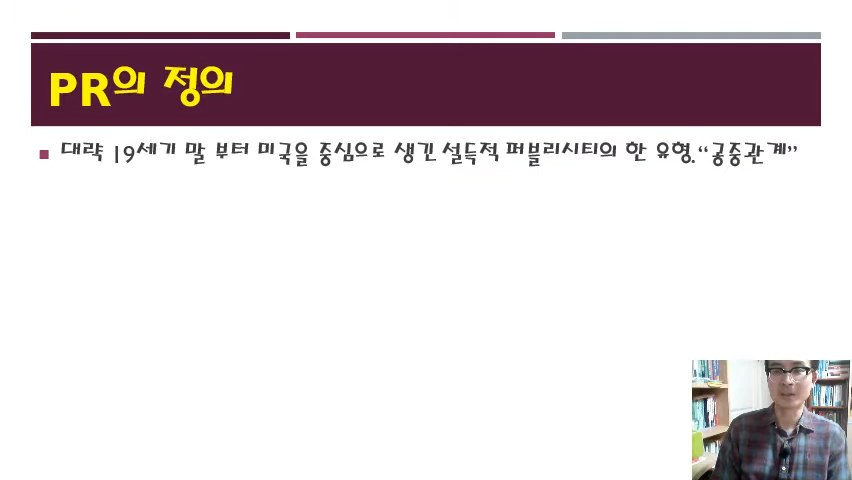 PR의 정의
대략 19세기 말 부터 미국을 중심으로 생긴 설득적 퍼블리시티의 한 유형.“공중관계”